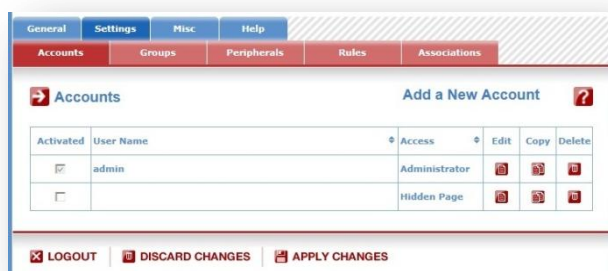 General Settings Misc Help
Accounts Groups Peripherals Rules Associations
Accounts Add a New Account ?
Activated User Name Access Edit Copy Delete
admin Administrator
Hidden Page
LOGOUT DISCARD CHANGES APPLY CHANGES